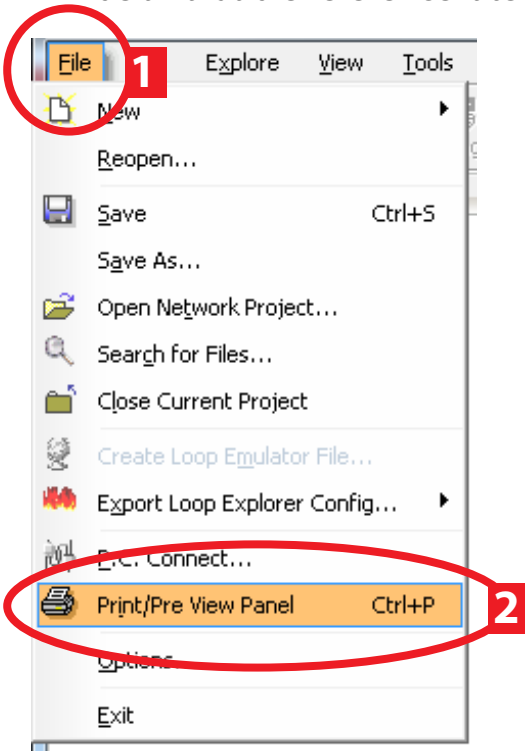 File 1 Explore View Tools
New
Reopen...
Save Ctrl+S
Save As...
Open Network Project...
Search for Files...
Close Current Project
Create Loop Emulator File...
Export Loop Explorer Config...
P.C. Connect...
Print/Pre View Panel Ctrl+P 2
Options
Exit